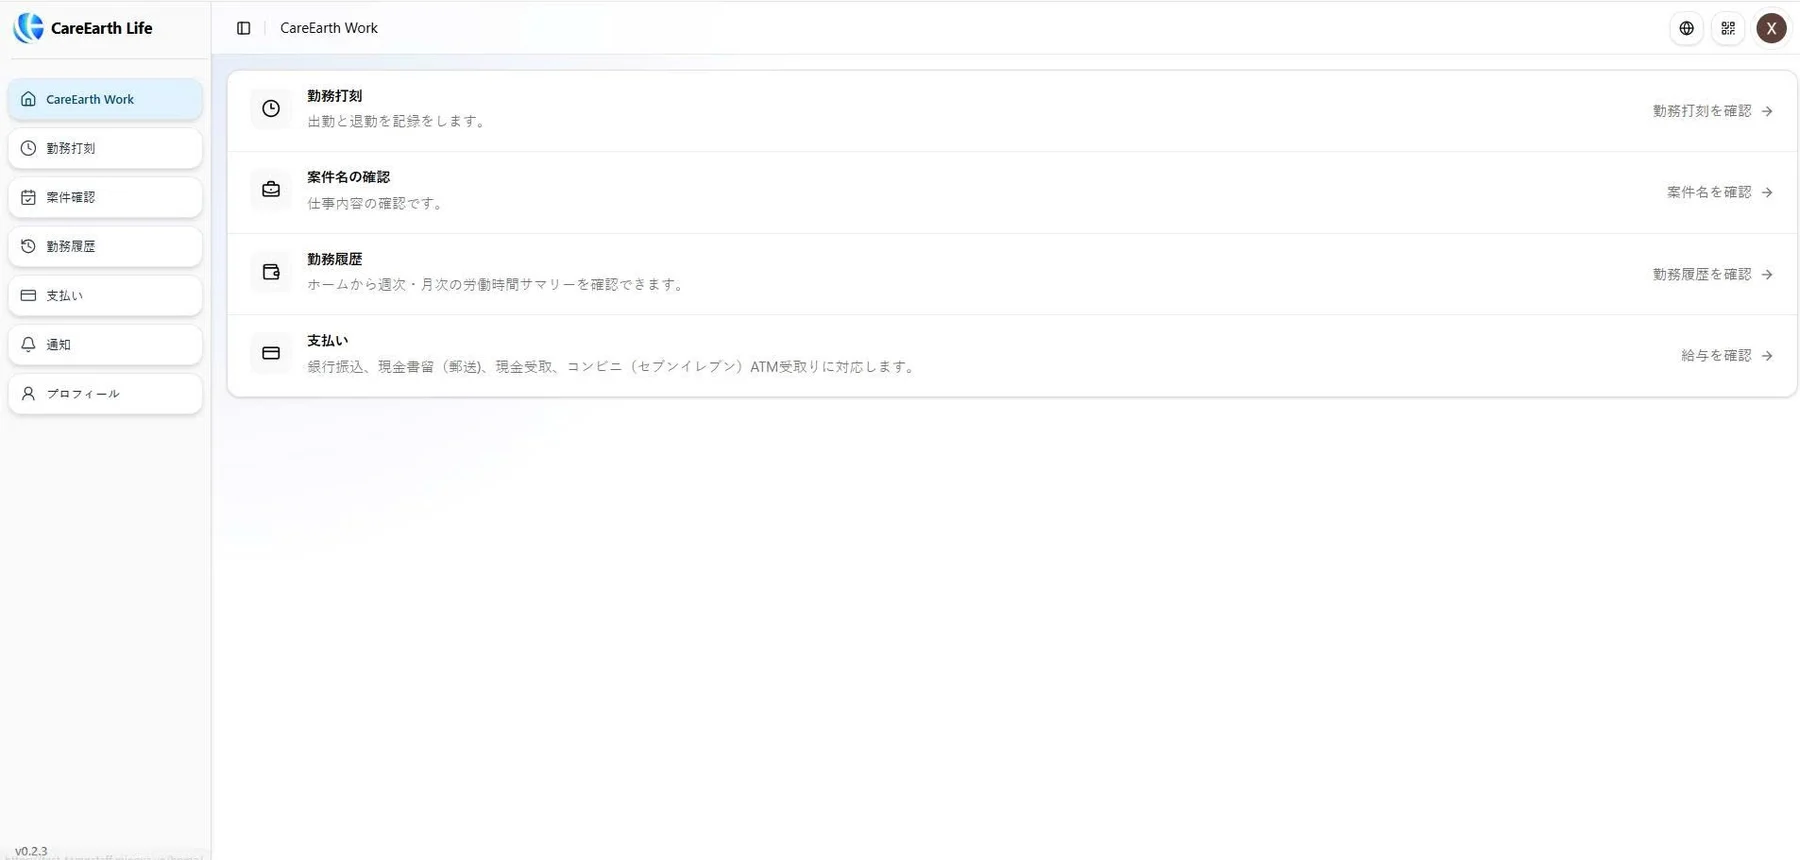 CareEarth Life
CareEarth Work
X
CareEarth Work
勤務打刻
案件確認
勤務履歴
支払い
通知
プロフィール
勤務打刻
出勤と退勤を記録をします。
勤務打刻を確認 →
案件名の確認
仕事内容の確認です。
案件名を確認 →
勤務履歴
ホームから週次・月次の労働時間サマリーを確認できます。
勤務履歴を確認 →
支払い
銀行振込、現金書留（郵送)、現金受取、コンビニ（セブンイレブン）ATM受取りに対応します。
給与を確認 →
v0.2.3